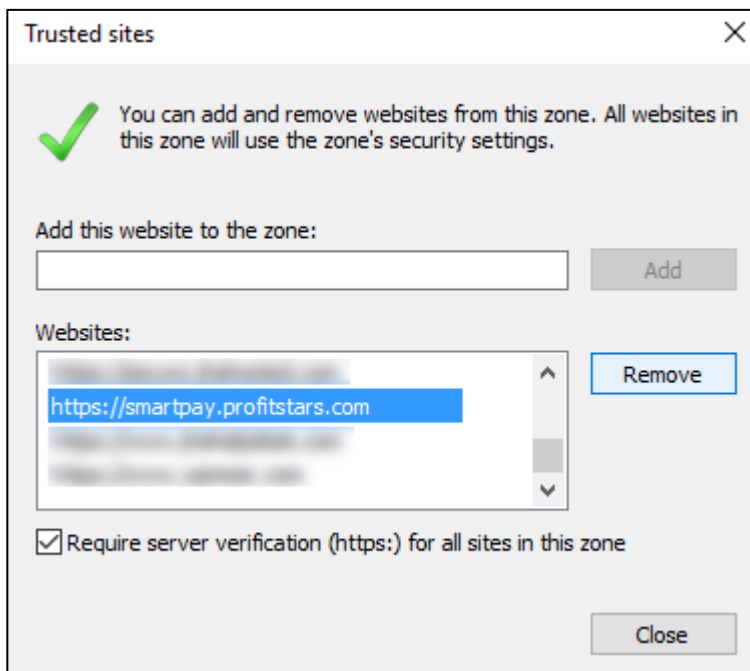 Trusted sites
You can add and remove websites from this zone. All websites in
this zone will use the zone's security settings.
Add this website to the zone:
Add
Websites:
Remove
https://smartpay.profitstars.com
Require server verification (https:) for all sites in this zone
Close